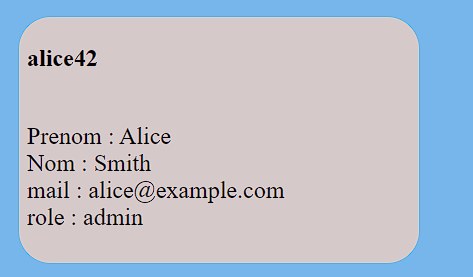 alice42
Prenom : Alice
Nom : Smith
mail : alice@example.com
role : admin